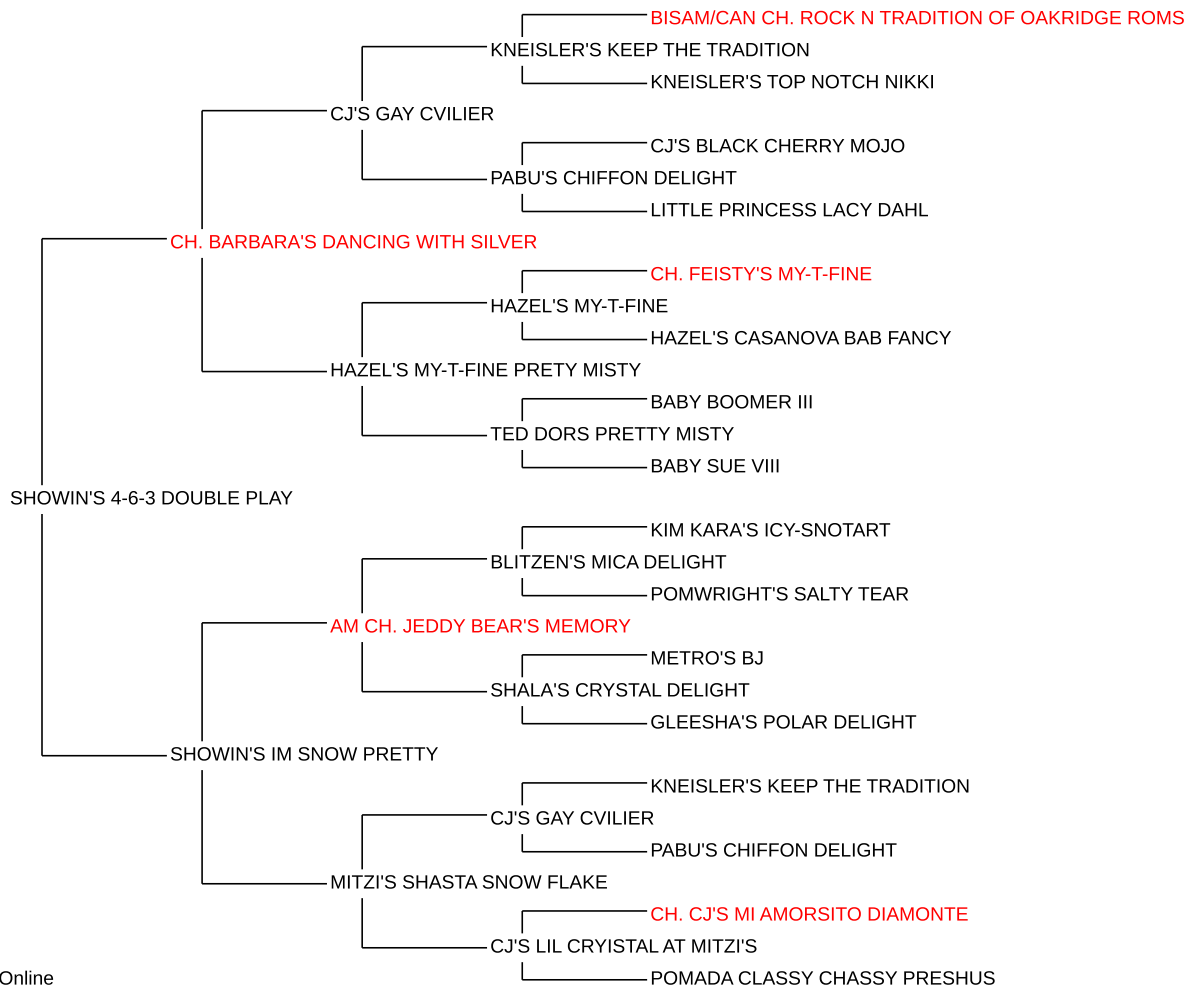 BISAM/CAN CH. ROCK N TRADITION OF OAKRIDGE ROMS
KNEISLER'S KEEP THE TRADITION
KNEISLER'S TOP NOTCH NIKKI
CJ'S GAY CVILIER
CJ'S BLACK CHERRY MOJO
PABU'S CHIFFON DELIGHT
LITTLE PRINCESS LACY DAHL
CH. BARBARA'S DANCING WITH SILVER
CH. FEISTY'S MY-T-FINE
HAZEL'S MY-T-FINE
HAZEL'S CASANOVA BAB FANCY
HAZEL'S MY-T-FINE PRETY MISTY
BABY BOOMER III
TED DORS PRETTY MISTY
BABY SUE VIII
SHOWIN'S 4-6-3 DOUBLE PLAY
KIM KARA'S ICY-SNOTART
BLITZEN'S MICA DELIGHT
POMWRIGHT'S SALTY TEAR
AM CH. JEDDY BEAR'S MEMORY
METRO'S BJ
SHALA'S CRYSTAL DELIGHT
GLEESHA'S POLAR DELIGHT
SHOWIN'S IM SNOW PRETTY
KNEISLER'S KEEP THE TRADITION
CJ'S GAY CVILIER
PABU'S CHIFFON DELIGHT
MITZI'S SHASTA SNOW FLAKE
CH. CJ'S MI AMORSITO DIAMONTE
CJ'S LIL CRYISTAL AT MITZI'S
POMADA CLASSY CHASSY PRESHUS
Online